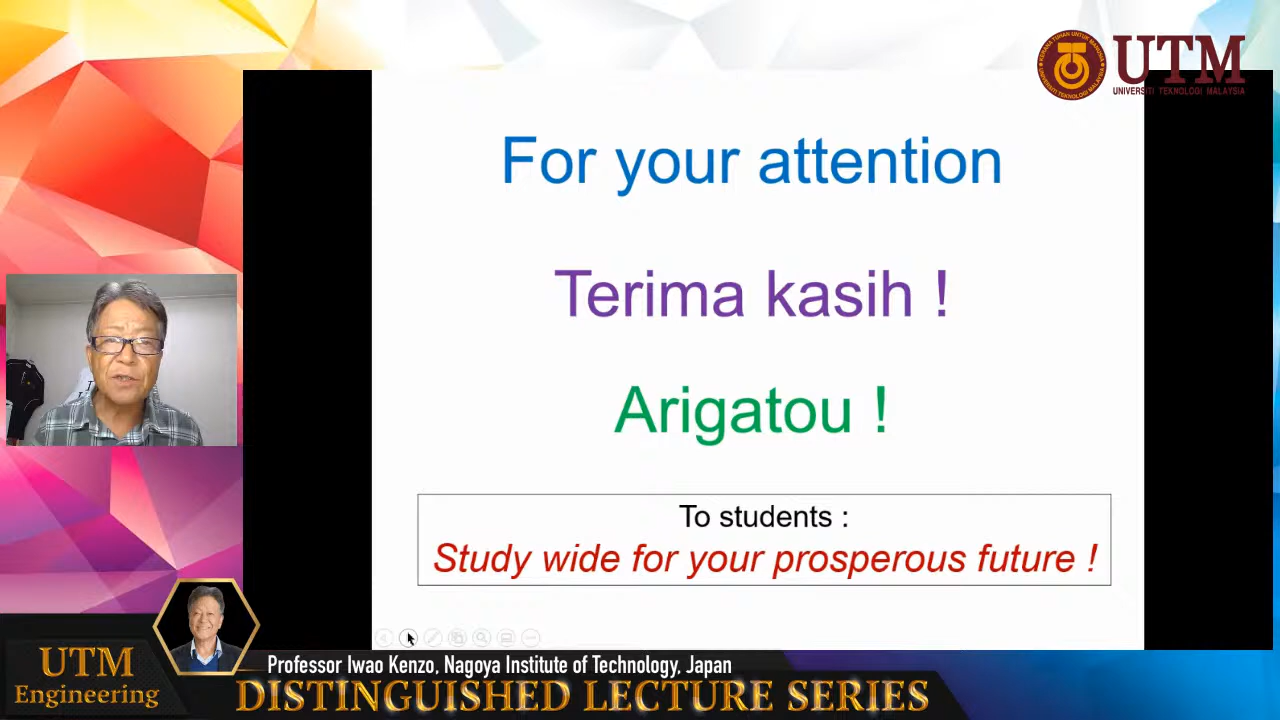 UTM
UNIVERSITI TEKNOLOGI MALAYSIA
For your attention
Terima kasih !
Arigatou !
To students :
Study wide for your prosperous future !
UTM
Engineering
Professor Iwao Kenzo, Nagoya Institute of Technology, Japan
DISTINGUISHED LECTURE SERIES